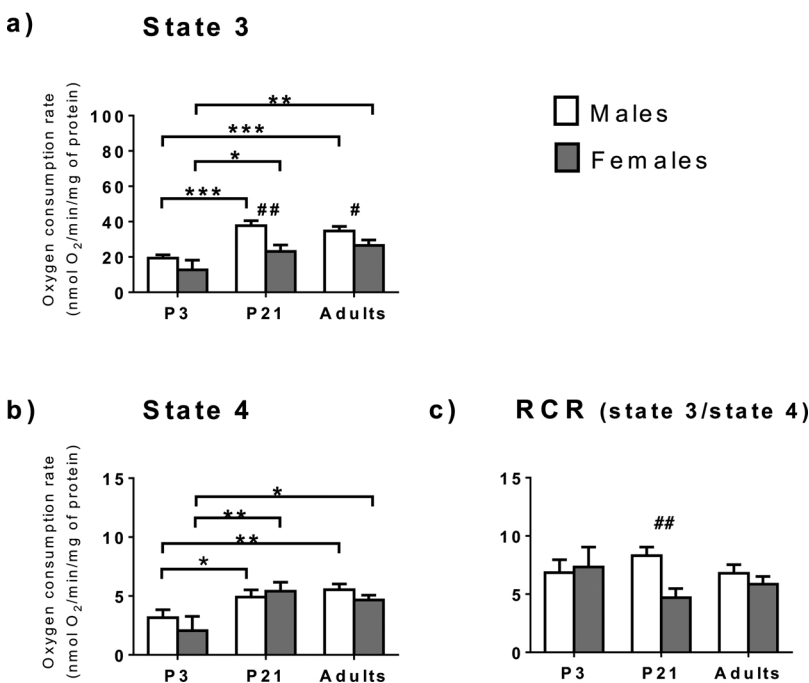 a) State 3
Oxygen consumption rate
(nmol O2/min/mg of protein)
100
80
60
40
20
0
**
***
*
***
##
#
P3 P21 Adults
Males
Females
b) State 4
Oxygen consumption rate
(nmol O2/min/mg of protein)
15
10
5
0
*
**
**
*
P3 P21 Adults
c) RCR (state 3/state 4)
15
10
5
0
##
P3 P21 Adults